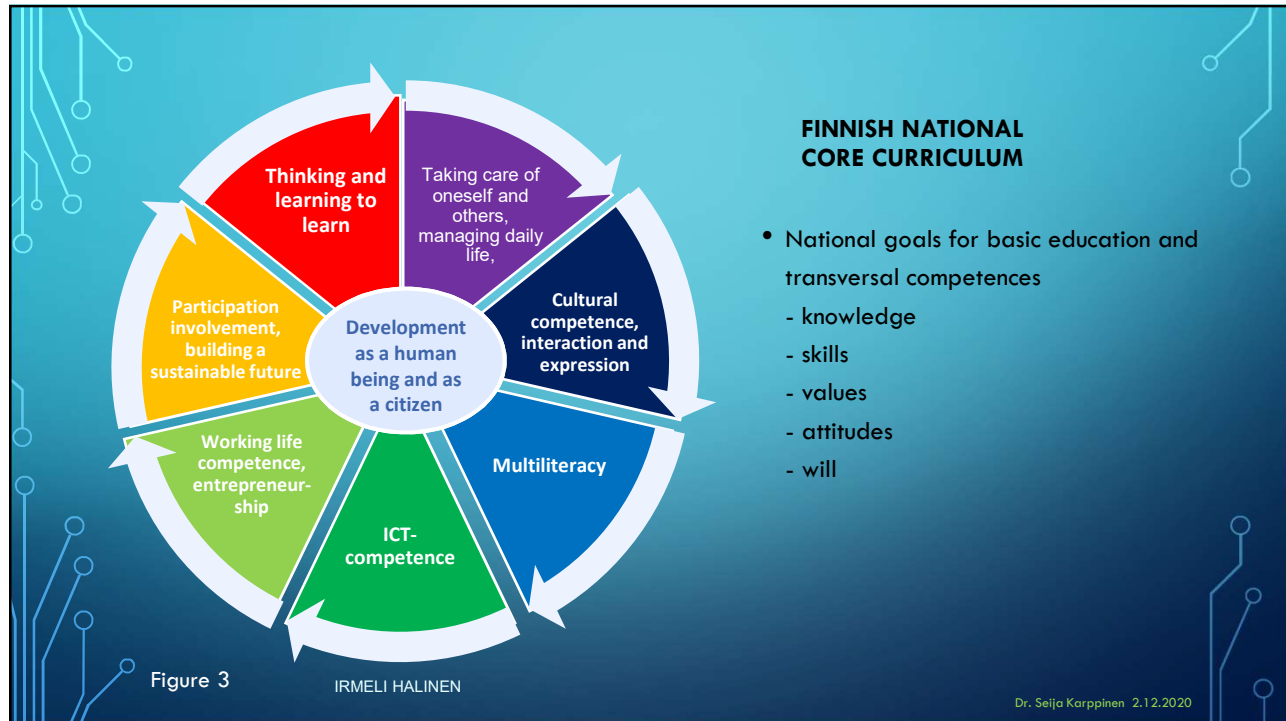 FINNISH NATIONAL
CORE CURRICULUM
• National goals for basic education and
transversal competences
- knowledge
- skills
- values
- attitudes
- will
Thinking and
learning to
learn
Taking care of
oneself and
others,
managing daily
life,
Cultural
competence,
interaction and
expression
Multiliteracy
ICT-
competence
Working life
competence,
entrepreneur-
ship
Participation
involvement,
building a
sustainable future
Development
as a human
being and as
a citizen
Figure 3
IRMELI HALINEN
Dr. Seija Karppinen 2.12.2020